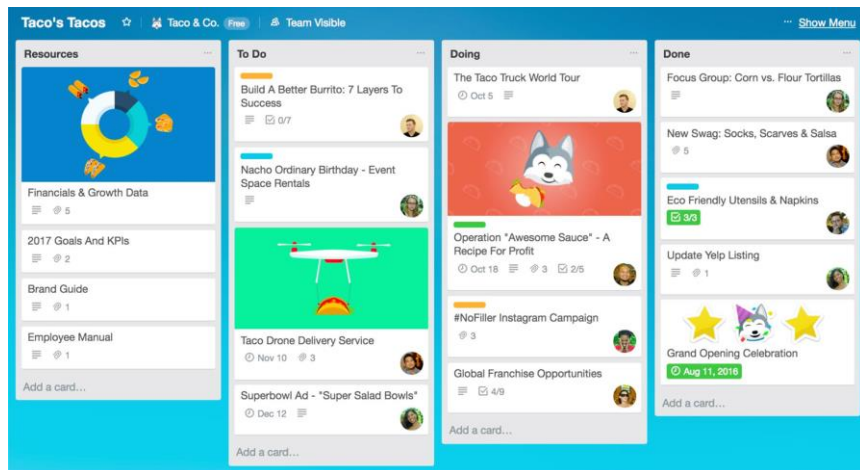 Taco's Tacos
Taco & Co. Free
Team Visible
... Show Menu
Resources ...
Financials & Growth Data
5
2017 Goals And KPIs
2
Brand Guide
1
Employee Manual
1
Add a card...
To Do ...
Build A Better Burrito: 7 Layers To
Success
0/7
Nacho Ordinary Birthday - Event
Space Rentals
Taco Drone Delivery Service
Nov 10 3
Superbowl Ad - "Super Salad Bowls"
Dec 12
Add a card...
Doing ...
The Taco Truck World Tour
Oct 5
Operation "Awesome Sauce" - A
Recipe For Profit
Oct 18 3 2/5
#NoFiller Instagram Campaign
3
Global Franchise Opportunities
4/9
Add a card...
Done ...
Focus Group: Corn vs. Flour Tortillas
New Swag: Socks, Scarves & Salsa
5
Eco Friendly Utensils & Napkins
3/3
Update Yelp Listing
1
Grand Opening Celebration
Aug 11, 2016
Add a card...